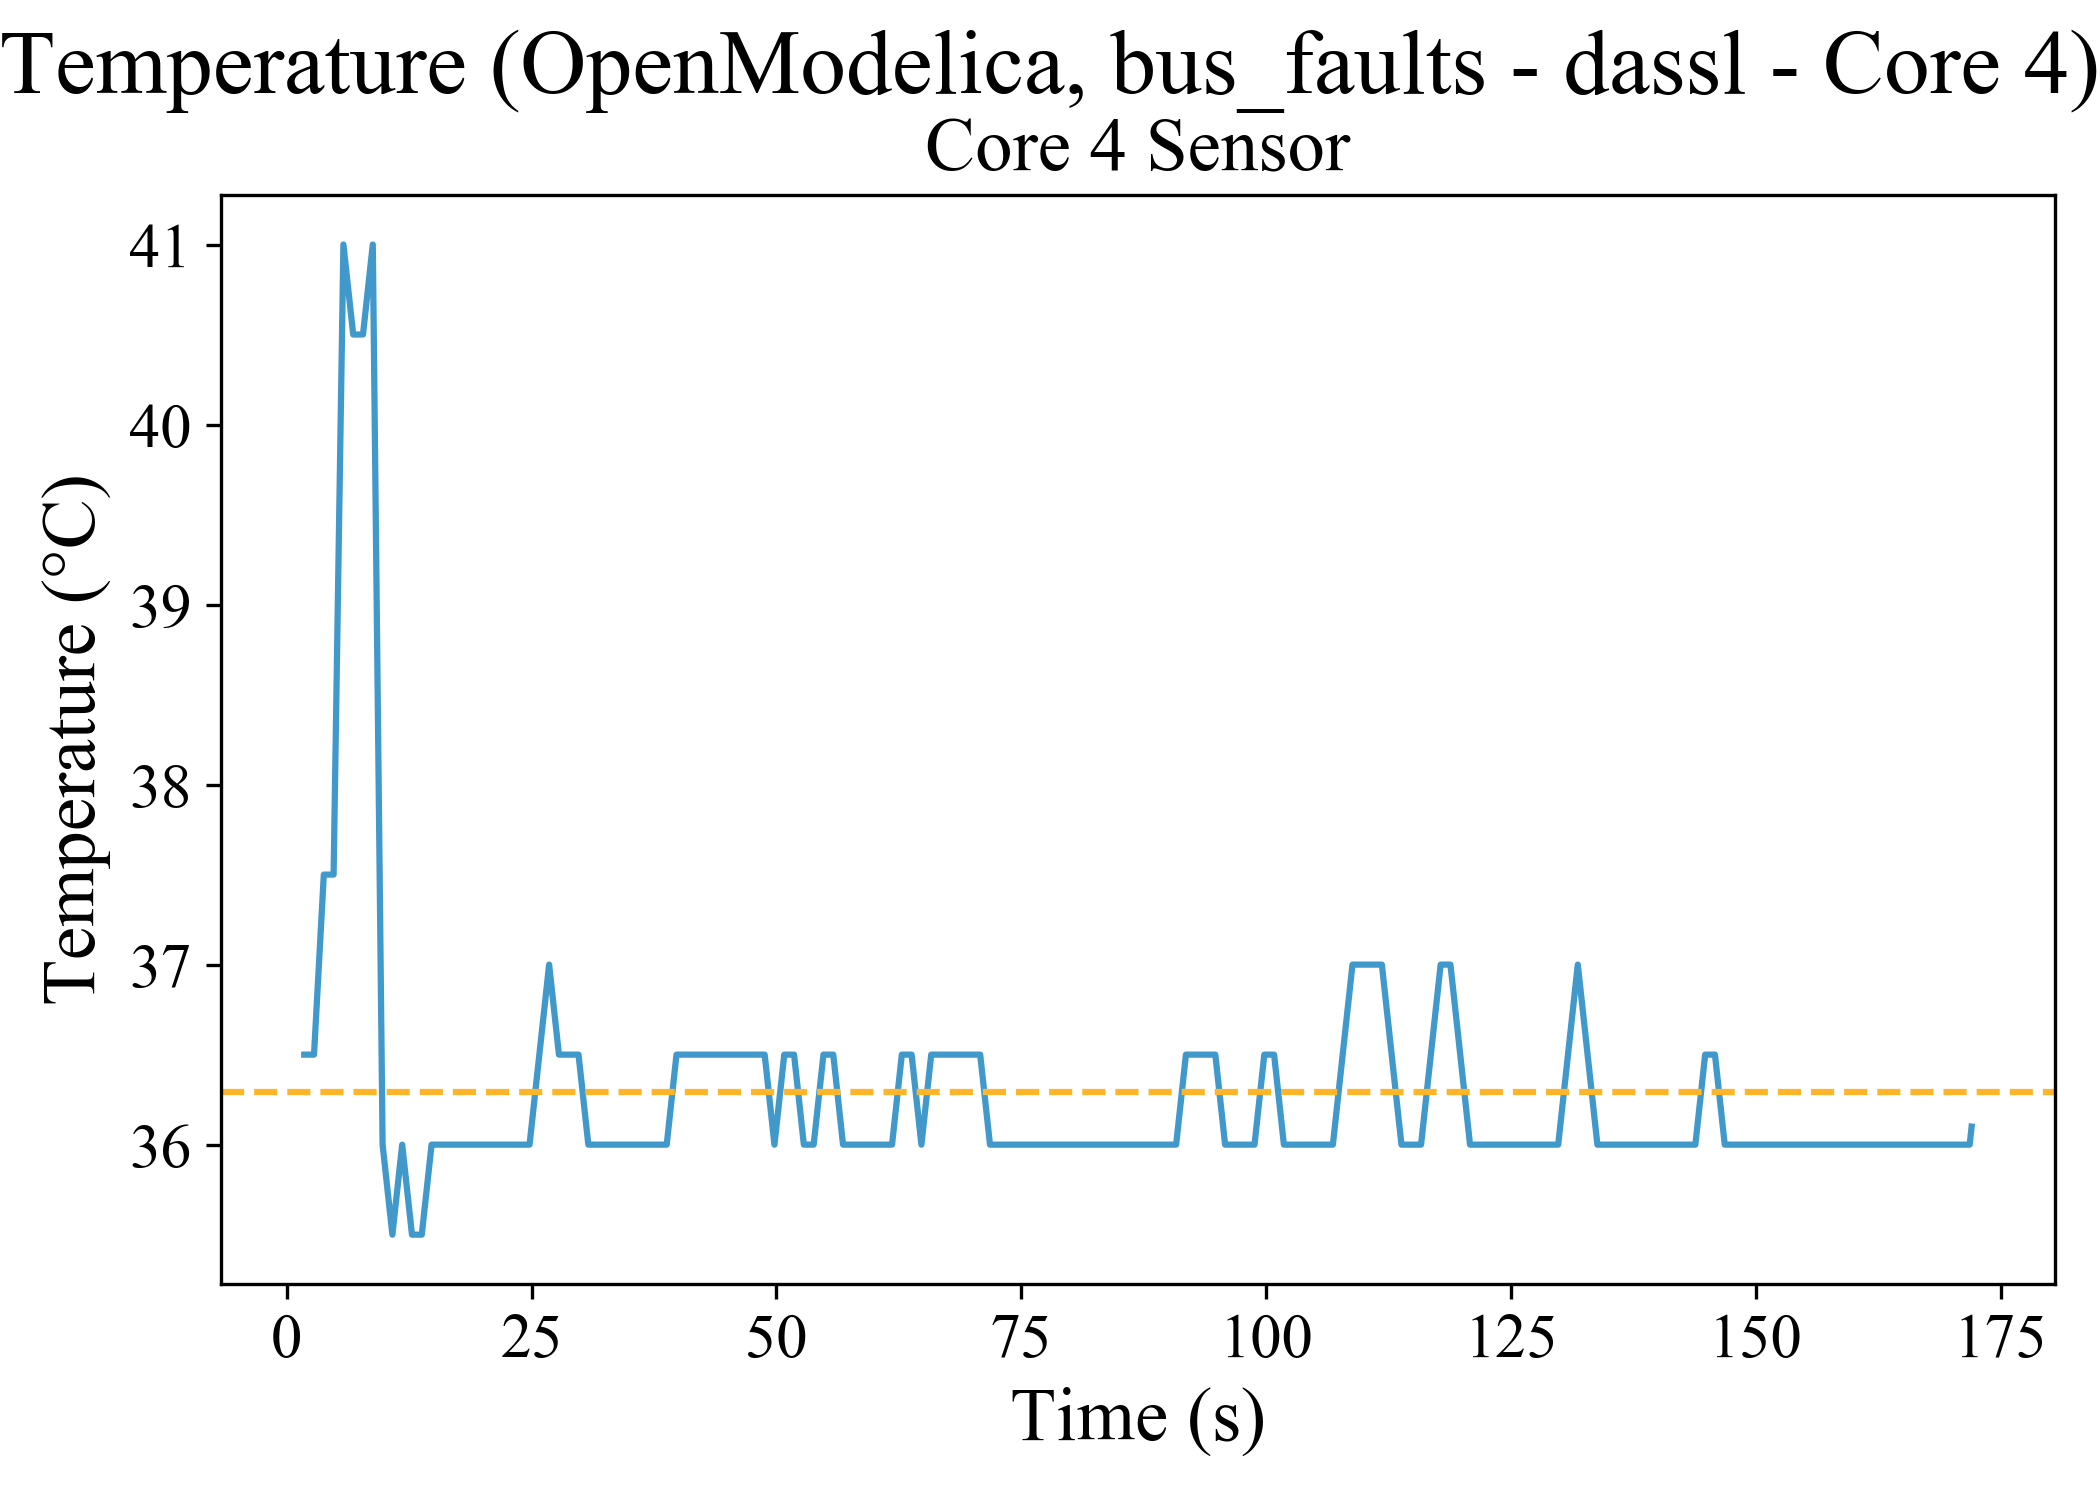 Temperature (OpenModelica, bus_faults - dassl - Core 4)
Core 4 Sensor
Temperature (°C)
41
40
39
38
37
36
0 25 50 75 100 125 150 175
Time (s)